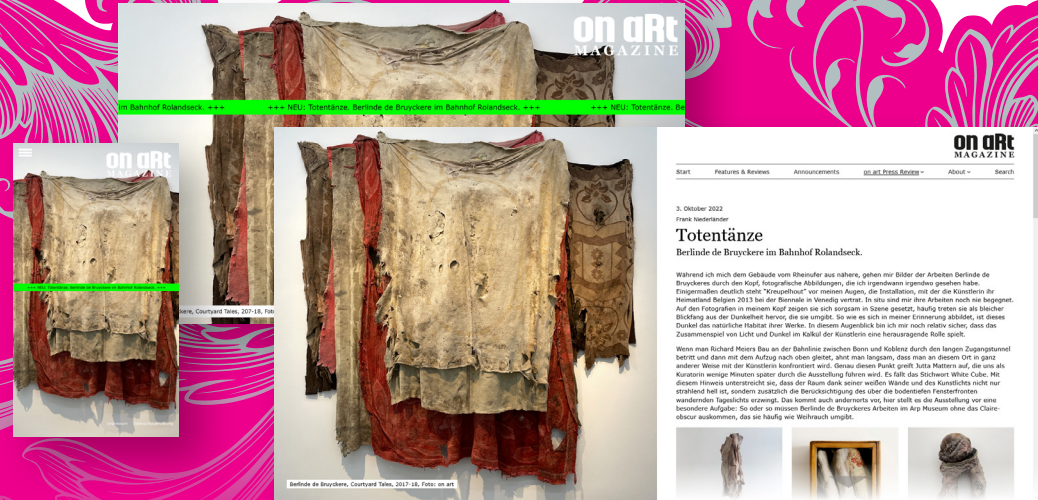 on aRt
MAGAZINE
im Bahnhof Rolandseck. +++ +++ NEU: Totentänze. Berlinde de Bruyckere im Bahnhof Rolandseck. +++ +++ NEU: Totentänze. Be
kere, Courtyard Tales, 207-18, Fot
on aRt
MAGAZINE
+++ NEU: Totentänze. Berlinde de Bruyckere im Bahnhof Rolandseck. +++
Berlinde de Bruyckere, Courtyard Tales, 2017-18, Foto: on art
on aRt
MAGAZINE
Start Features & Reviews Announcements on art Press Review About Search
3. Oktober 2022
Frank Niederländer
Totentänze
Berlinde de Bruyckere im Bahnhof Rolandseck.
Während ich mich dem Gebäude vom Rheinufer aus nähere, gehen mir Bilder der Arbeiten Berlinde de
Bruyckeres durch den Kopf, fotografische Abbildungen, die ich irgendwann irgendwo gesehen habe.
Einigermaßen deutlich steht "Kreupelhout" vor meinen Augen, die Installation, mit der die Künstlerin ihr
Heimatland Belgien 2013 bei der Biennale in Venedig vertrat. In situ sind mir ihre Arbeiten noch nie begegnet.
Auf den Fotografien in meinem Kopf zeigen sie sich sorgsam in Szene gesetzt, häufig treten sie als bleicher
Blickfang aus der Dunkelheit hervor, die sie umgibt. So wie es sich in meiner Erinnerung abbildet, ist dieses
Dunkel das natürliche Habitat ihrer Werke. In diesem Augenblick bin ich mir noch relativ sicher, dass das
Zusammenspiel von Licht und Dunkel im Kalkül der Künstlerin eine herausragende Rolle spielt.
Wenn man Richard Meiers Bau an der Bahnlinie zwischen Bonn und Koblenz durch den langen Zugangstunnel
betritt und dann mit dem Aufzug nach oben gleitet, ahnt man langsam, dass man an diesem Ort in ganz
anderer Weise mit der Künstlerin konfrontiert wird. Genau diesen Punkt greift Jutta Mattern auf, die uns als
Kuratorin wenige Minuten später durch die Ausstellung führen wird. Es fällt das Stichwort White Cube. Mit
diesem Hinweis unterstreicht sie, dass der Raum dank seiner weißen Wände und des Kunstlichts nicht nur
strahlend hell ist, sondern zusätzlich die Berücksichtigung des über die bodentiefen Fensterfronten
wandernden Tageslichts erzwingt. Das kommt auch andernorts vor, hier stellt es die Ausstellung vor eine
besondere Aufgabe: So oder so müssen Berlinde de Bruyckeres Arbeiten im Arp Museum ohne das Claire-
obscur auskommen, das sie häufig wie Weihrauch umgibt.